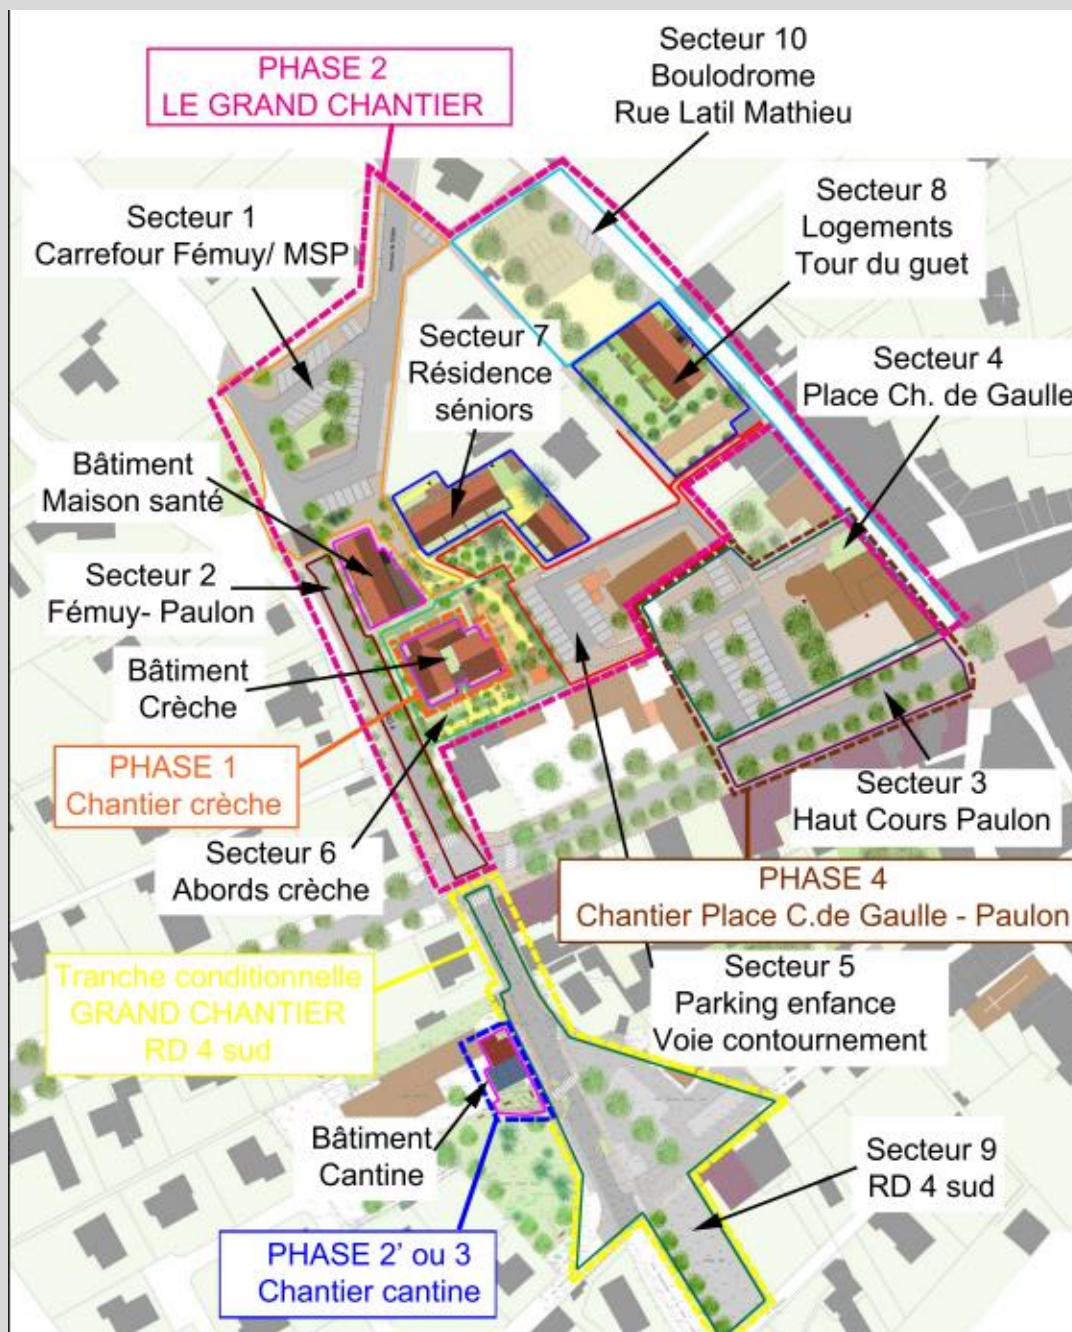 Secteur 10
Boulodrome
Rue Latil Mathieu
PHASE 2
LE GRAND CHANTIER
Secteur 8
Logements
Tour du guet
Secteur 1
Carrefour Fémuy/ MSP
Secteur 7
Résidence
séniors
Secteur 4
Place Ch. de Gaulle
Bâtiment
Maison santé
Secteur 2
Fémuy- Paulon
Bâtiment
Crèche
PHASE 1
Chantier crèche
Secteur 3
Haut Cours Paulon
Secteur 6
Abords crèche
PHASE 4
Chantier Place C.de Gaulle - Paulon
Tranche conditionnelle
GRAND CHANTIER
RD 4 sud
Secteur 5
Parking enfance
Voie contournement
Bâtiment
Cantine
Secteur 9
RD 4 sud
PHASE 2' ou 3
Chantier cantine